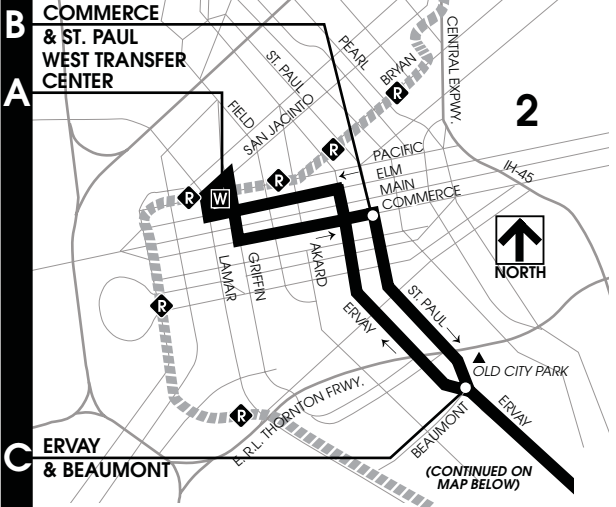 B
COMMERCE
& ST. PAUL
WEST TRANSFER
CENTER
A
ST. PAUL
PEARL
BRYAN
CENTRAL EXPWY.
FIELD
SAN JACINTO
R
R
R
R
W
2
PACIFIC
ELM
MAIN
COMMERCE
IH-45
NORTH
LAMAR
GRIFFIN
AKARD
ERVAY
ST. PAUL
R
OLD CITY PARK
R
E. R.L. THORNTON FRWY.
BEAUMONT
ERVAY
C
ERVAY
& BEAUMONT
(CONTINUED ON
MAP BELOW)